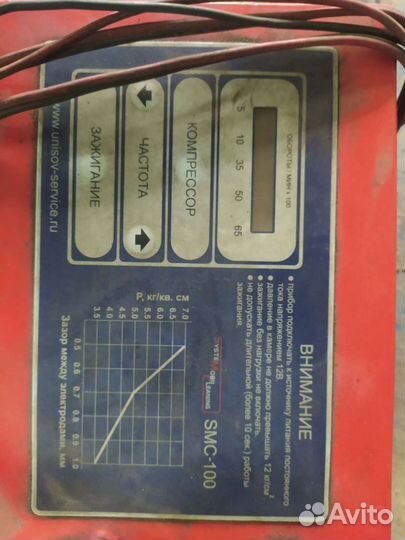 ВНИМАНИЕ
• прибор подключать к источнику питания постоянного
тока напряжением 12В
• давление в камере не должно превышать 12 кг/см²
• зажигание без нагрузки не включать.
• не допускать длительной (более 10 сек.) работы
зажигания.
ОБОРОТЫ / МИН x 100
5 10 35 50 65
КОМПРЕССОР
ЧАСТОТА
ЗАЖИГАНИЕ
www.unisov-service.ru
SYSTEM MOBIL CLEANING
SMC-100
P, кг/кв. см
7.0
6.5
6.0
5.5
5.0
4.5
4.0
3.5
0.5 0.6 0.7 0.8 0.9 1.0
Зазор между электродами, мм
Avito